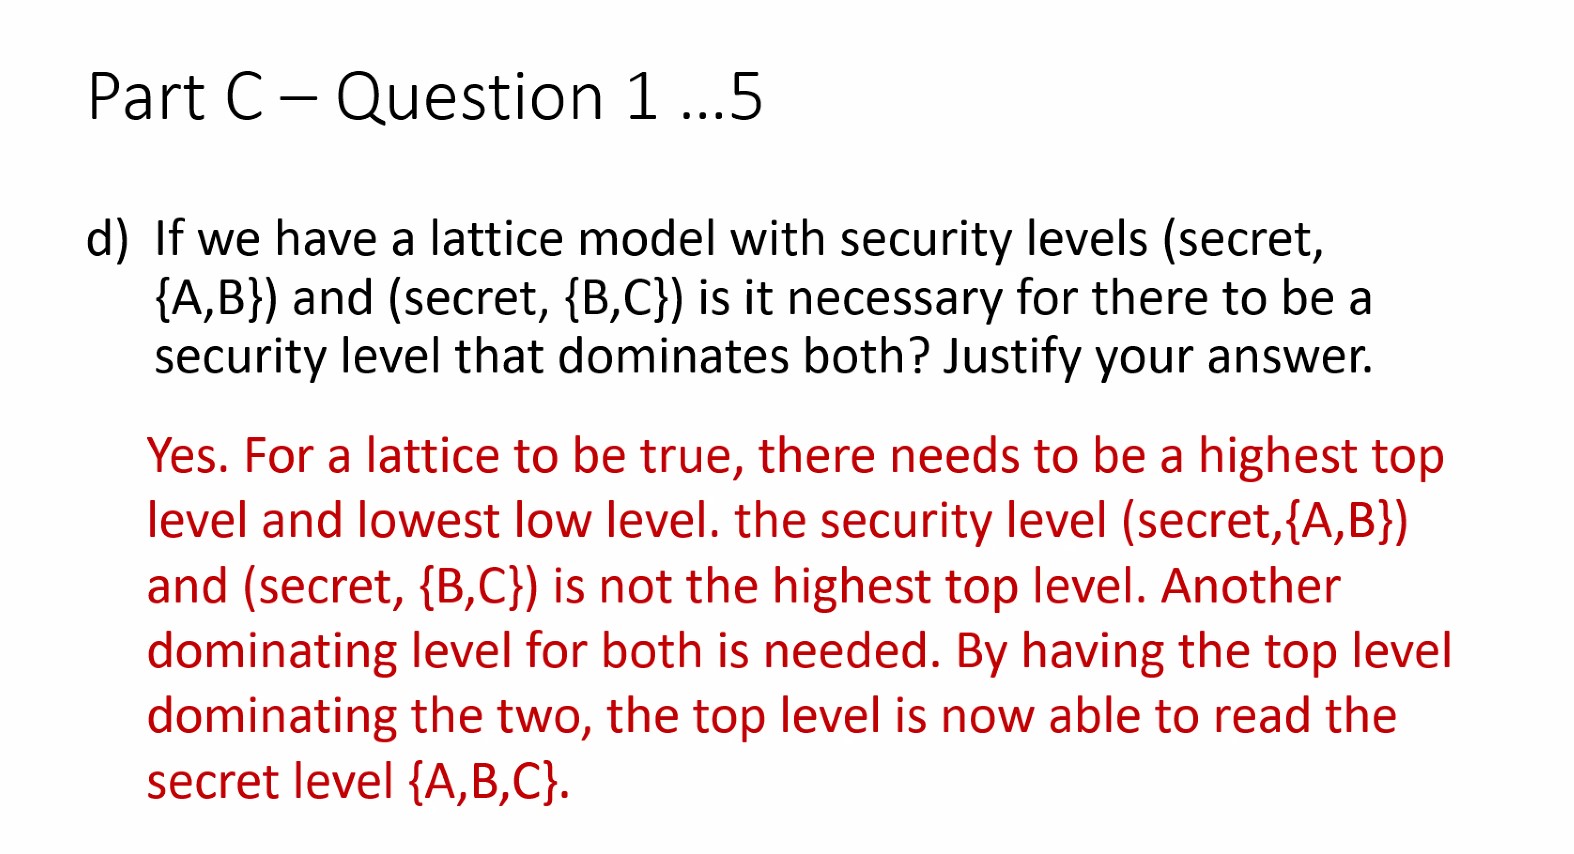 Part C – Question 1 …5
d) If we have a lattice model with security levels (secret,
{A,B}) and (secret, {B,C}) is it necessary for there to be a
security level that dominates both? Justify your answer.
Yes. For a lattice to be true, there needs to be a highest top
level and lowest low level. the security level (secret,{A,B})
and (secret, {B,C}) is not the highest top level. Another
dominating level for both is needed. By having the top level
dominating the two, the top level is now able to read the
secret level {A,B,C}.